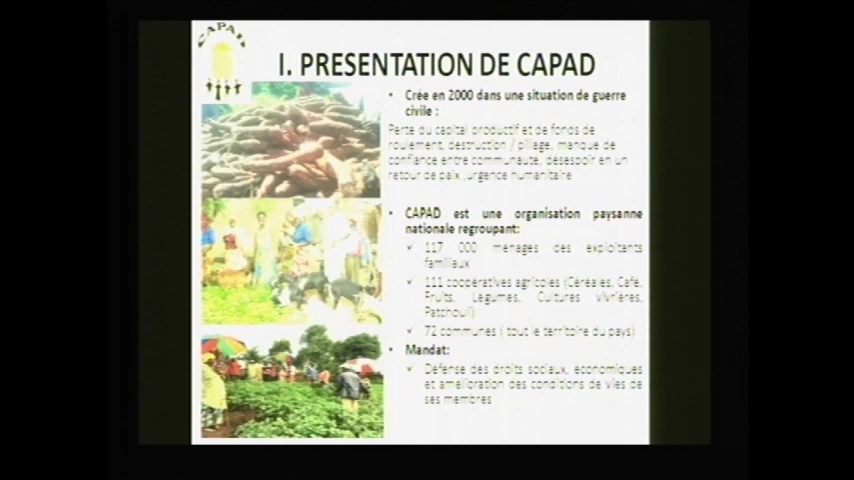 CAPAD
I. PRESENTATION DE CAPAD
• Crée en 2000 dans une situation de guerre
civile :
Perte du capital productif et de fonds de
roulement, destruction / pillage, manque de
confiance entre communauté, désespoir en un
retour de paix ,urgence humanitaire
• CAPAD est une organisation paysanne
nationale regroupant:
✓ 117 000 ménages des exploitants
familiaux
✓ 111 coopératives agricoles (Céréales, Café,
Fruits, Légumes, Cultures vivrières,
Patchouli)
✓ 72 communes ( tout le territoire du pays)
• Mandat:
✓ Défense des droits sociaux, économiques
et amélioration des conditions de vies de
ses membres